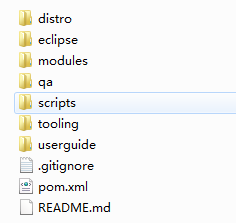 distro
eclipse
modules
qa
scripts
tooling
userguide
.gitignore
pom.xml
README.md